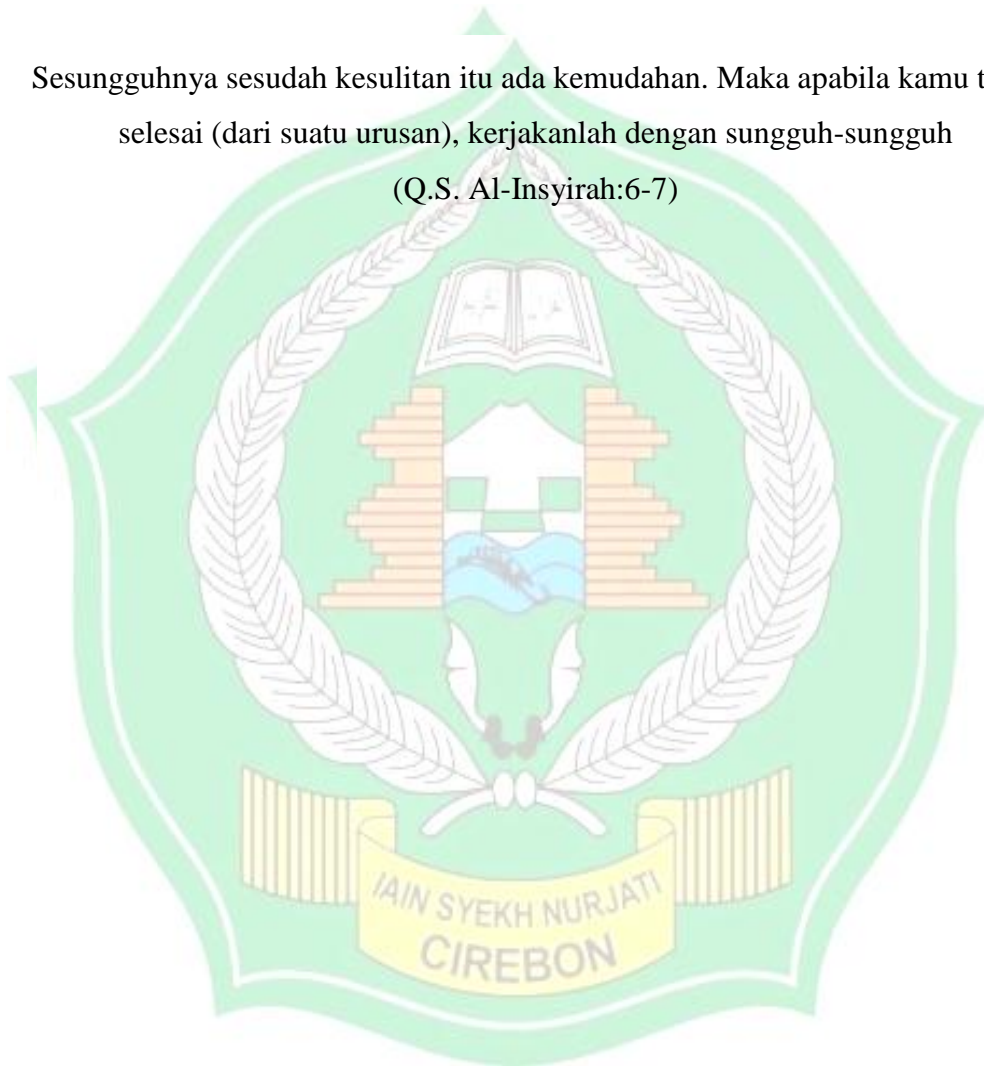 Sesungguhnya sesudah kesulitan itu ada kemudahan. Maka apabila kamu t
selesai (dari suatu urusan), kerjakanlah dengan sungguh-sungguh
(Q.S. Al-Insyirah:6-7)
IAIN SYEKH NURJATI
CIREBON